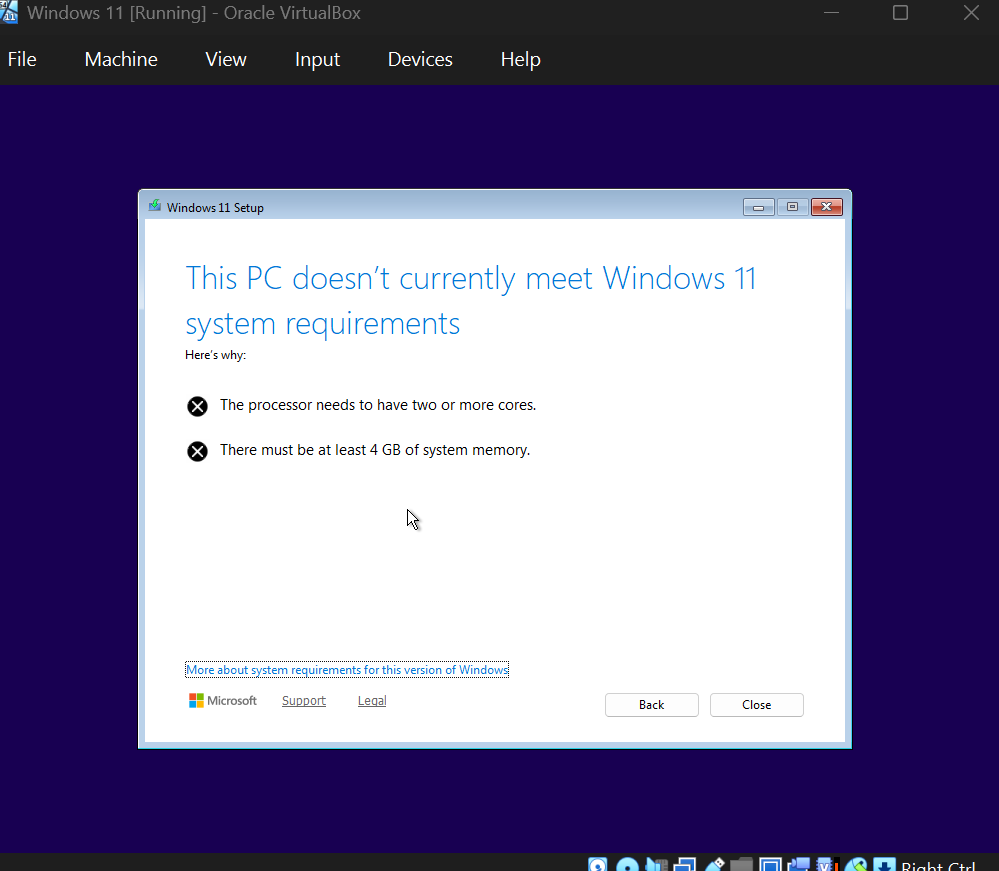 Windows 11 [Running] - Oracle VirtualBox
File Machine View Input Devices Help
Windows 11 Setup
This PC doesn’t currently meet Windows 11
system requirements
Here's why:
The processor needs to have two or more cores.
There must be at least 4 GB of system memory.
More about system requirements for this version of Windows
Microsoft Support Legal Back Close
Right Ctrl